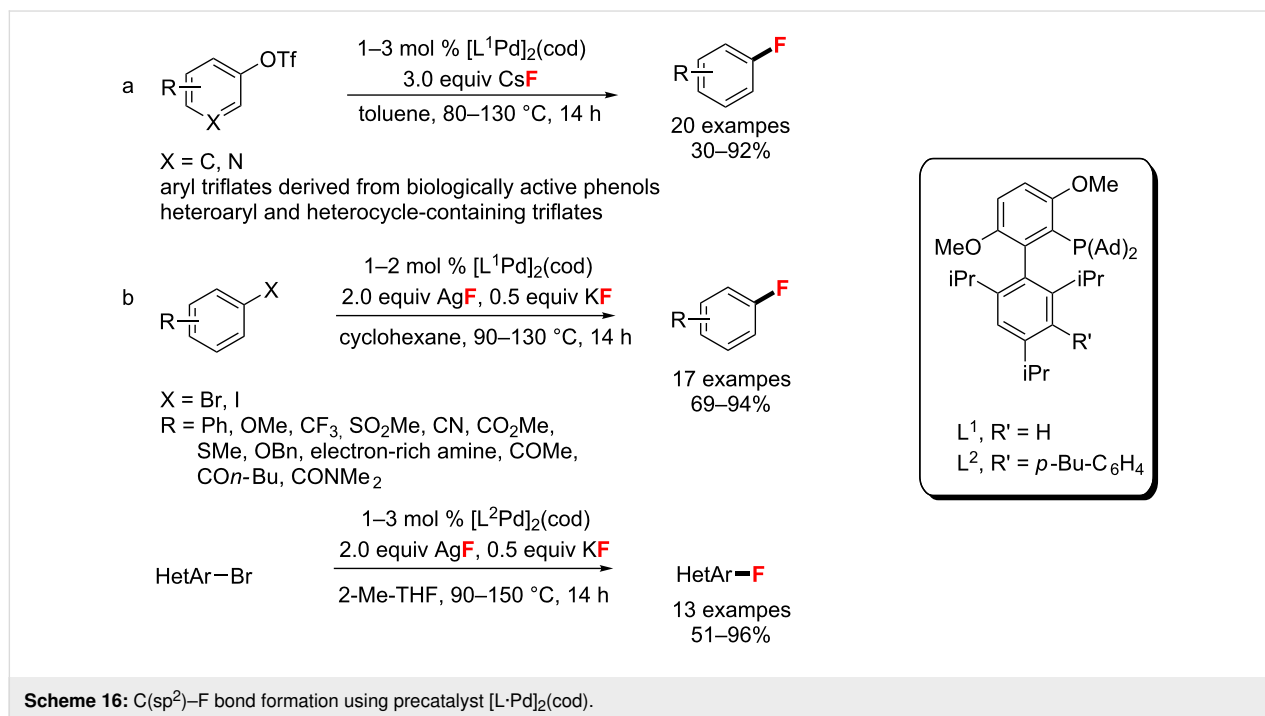 a
R
OTf
X
1–3 mol % [L¹Pd]₂(cod)
3.0 equiv CsF
toluene, 80–130 °C, 14 h
R
F
20 exampes
30–92%
X = C, N
aryl triflates derived from biologically active phenols
heteroaryl and heterocycle-containing triflates
b
R
X
1–2 mol % [L¹Pd]₂(cod)
2.0 equiv AgF, 0.5 equiv KF
cyclohexane, 90–130 °C, 14 h
R
F
17 exampes
69–94%
X = Br, I
R = Ph, OMe, CF₃, SO₂Me, CN, CO₂Me,
SMe, OBn, electron-rich amine, COMe,
COn-Bu, CONMe₂
HetAr–Br
1–3 mol % [L²Pd]₂(cod)
2.0 equiv AgF, 0.5 equiv KF
2-Me-THF, 90–150 °C, 14 h
HetAr–F
13 exampes
51–96%
OMe
MeO
P(Ad)₂
iPr
iPr
R'
iPr
L¹, R' = H
L², R' = p-Bu-C₆H₄
Scheme 16: C(sp²)–F bond formation using precatalyst [L·Pd]₂(cod).